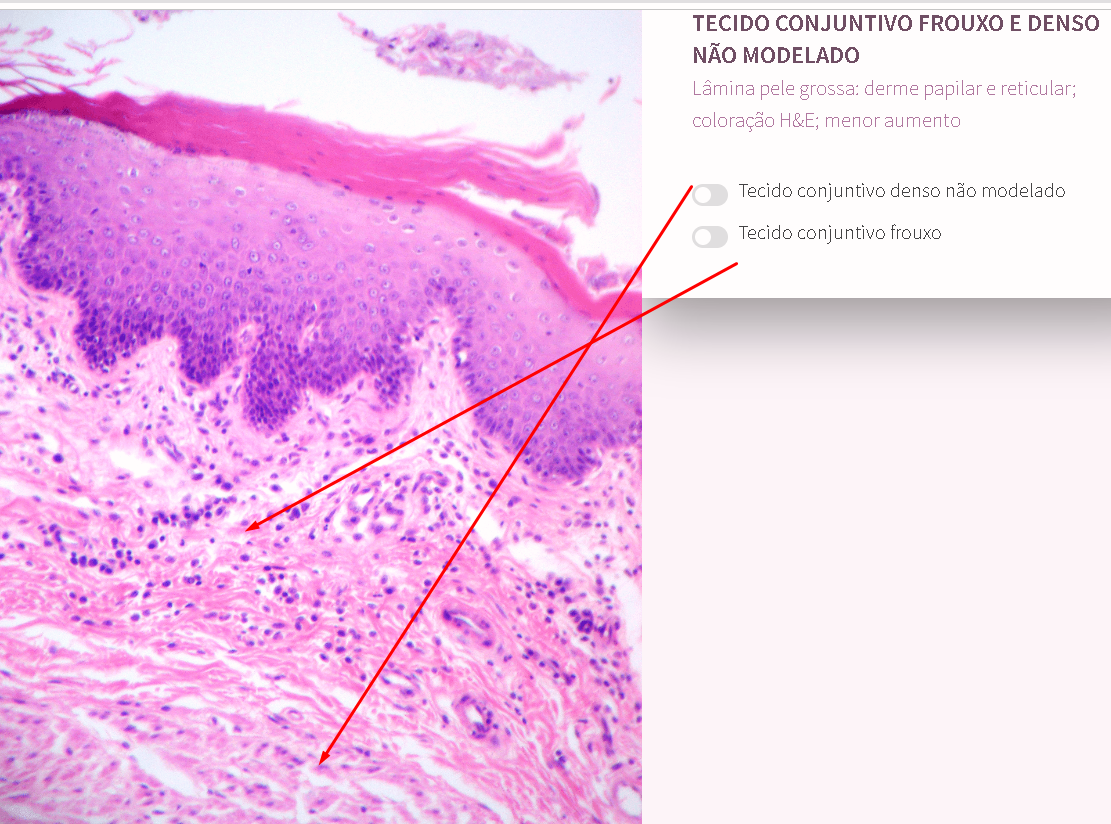 TECIDO CONJUNTIVO FROUXO E DENSO
NÃO MODELADO
Lâmina pele grossa: derme papilar e reticular;
coloração H&E; menor aumento
Tecido conjuntivo denso não modelado
Tecido conjuntivo frouxo